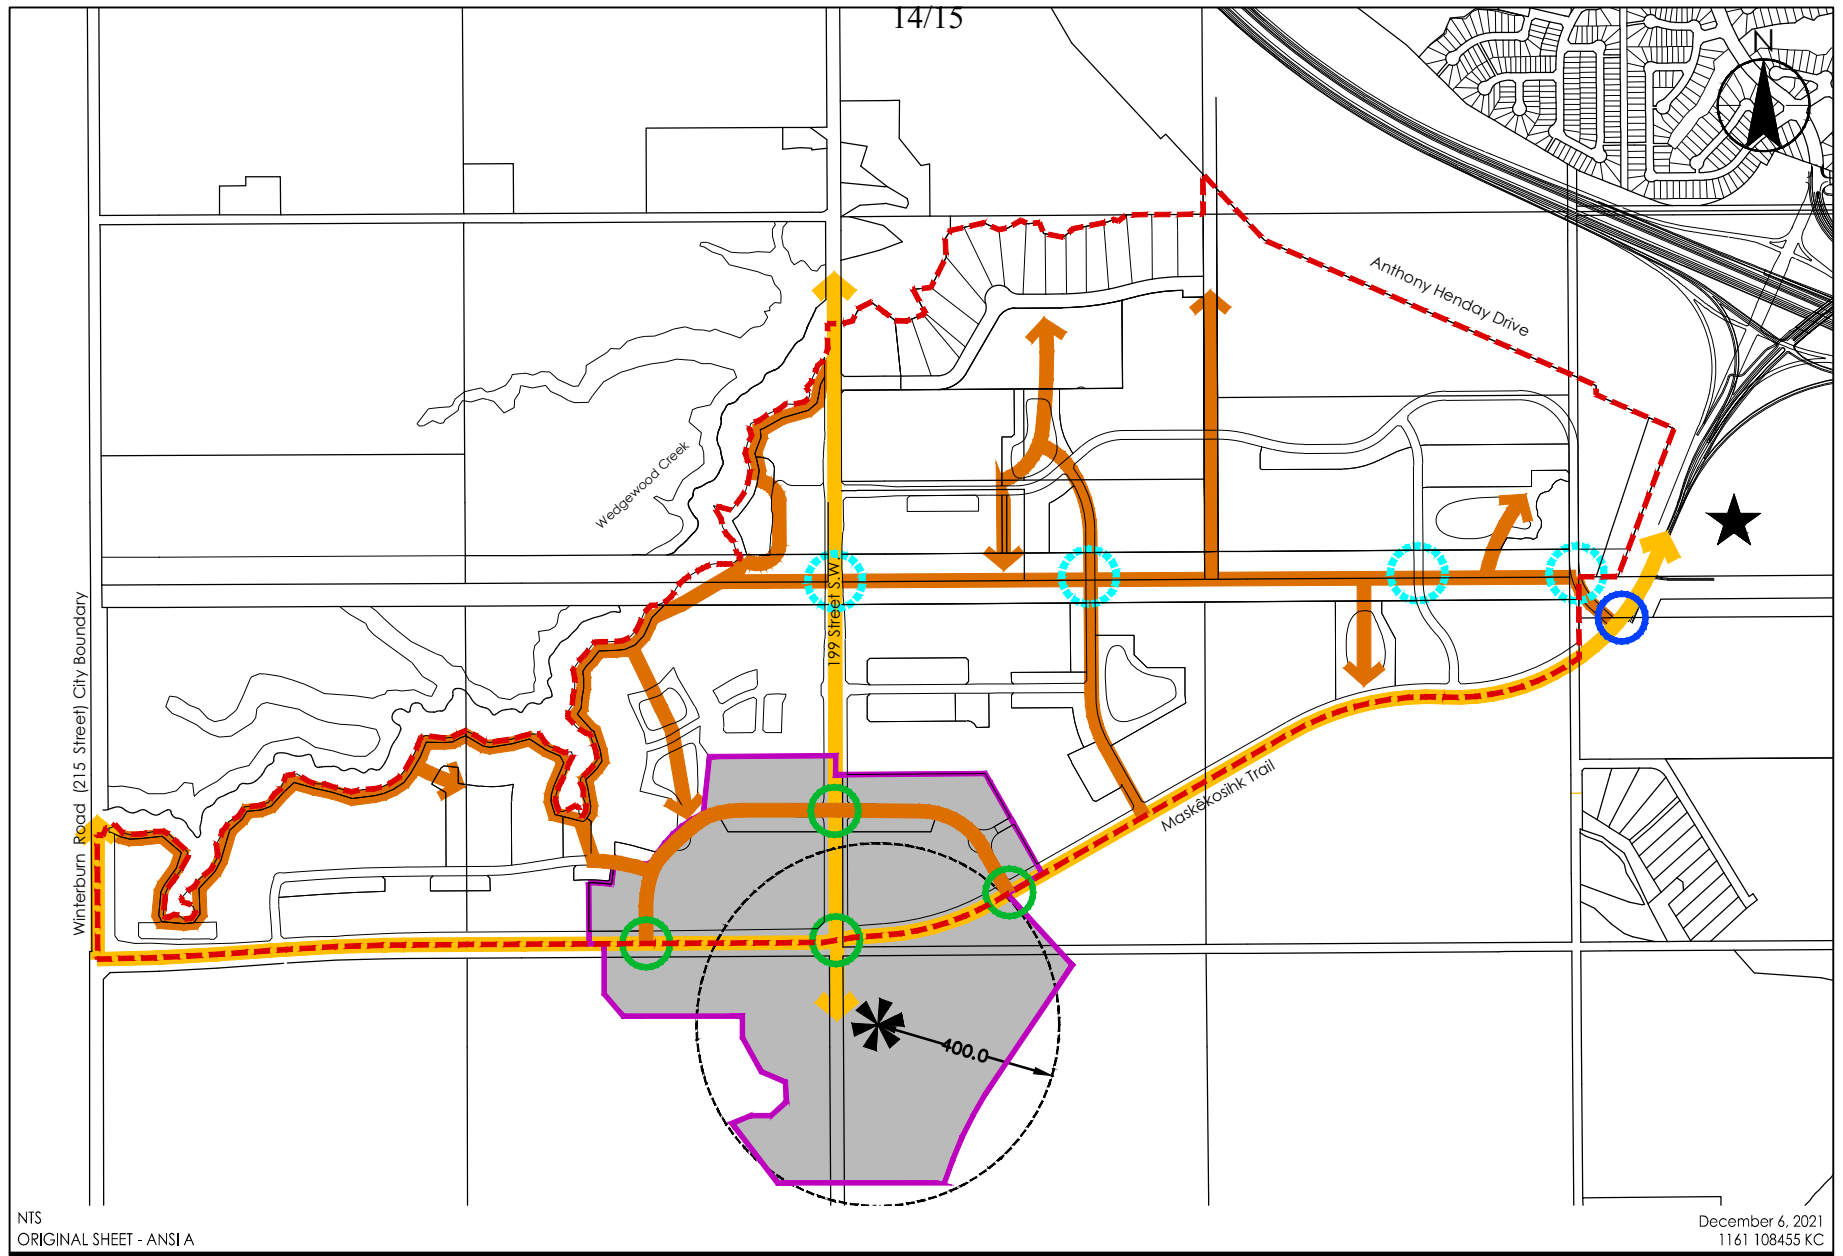 14/15
N
Anthony Henday Drive
Wedgewood Creek
199 Street S.W.
Winterburn Road (215 Street) City Boundary
Maskêkosihk Trail
400.0
NTS
ORIGINAL SHEET - ANSI A
December 6, 2021
1161 108455 KC